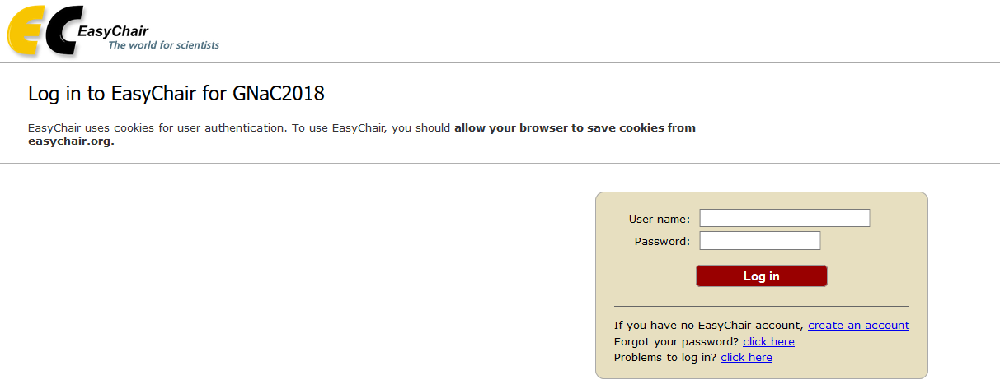 EC EasyChair
The world for scientists
Log in to EasyChair for GNaC2018
EasyChair uses cookies for user authentication. To use EasyChair, you should allow your browser to save cookies from
easychair.org.
User name:
Password:
Log in
If you have no EasyChair account, create an account
Forgot your password? click here
Problems to log in? click here